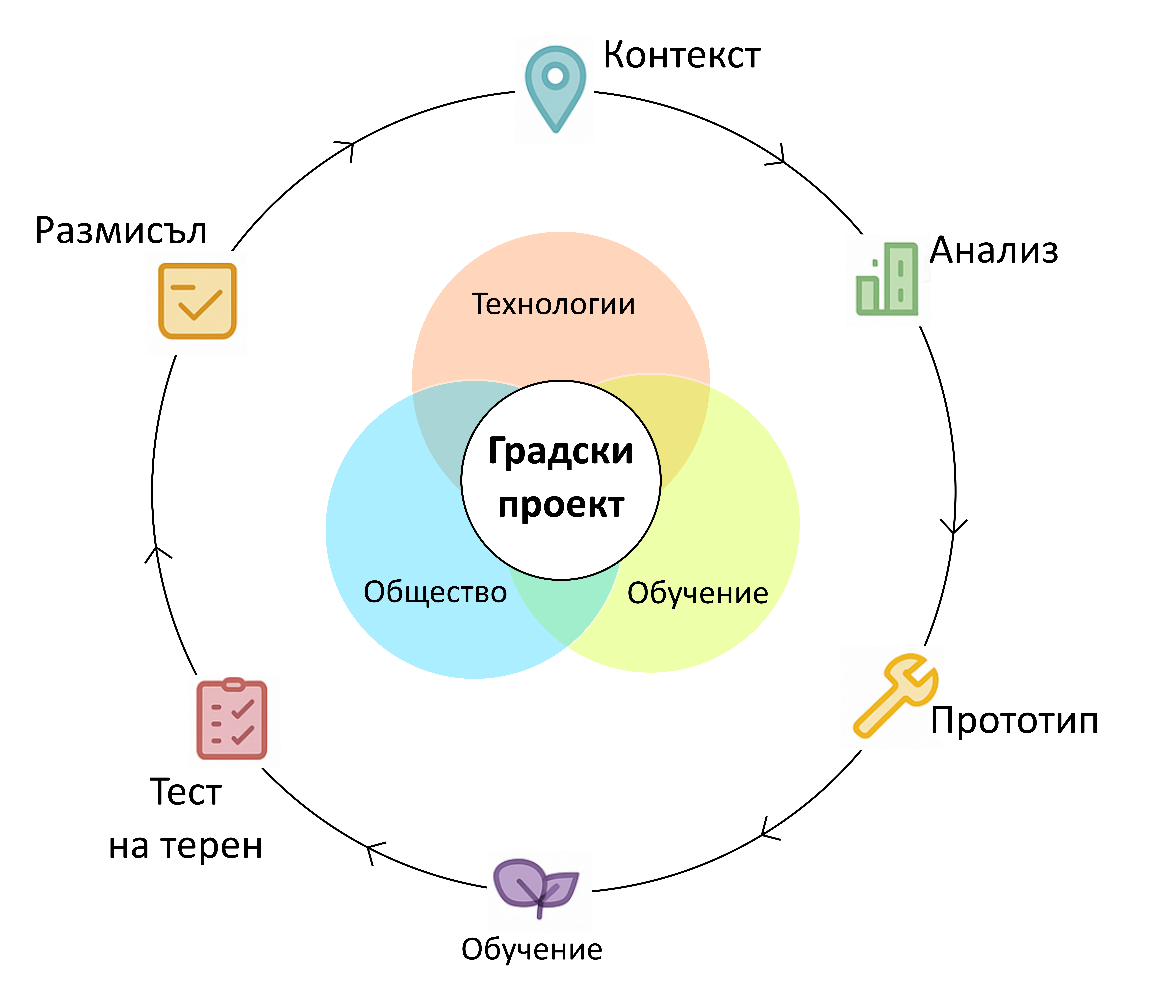 Контекст
Размисъл
Анализ
Технологии
Градски
проект
Общество
Обучение
Прототип
Тест
на терен
Обучение